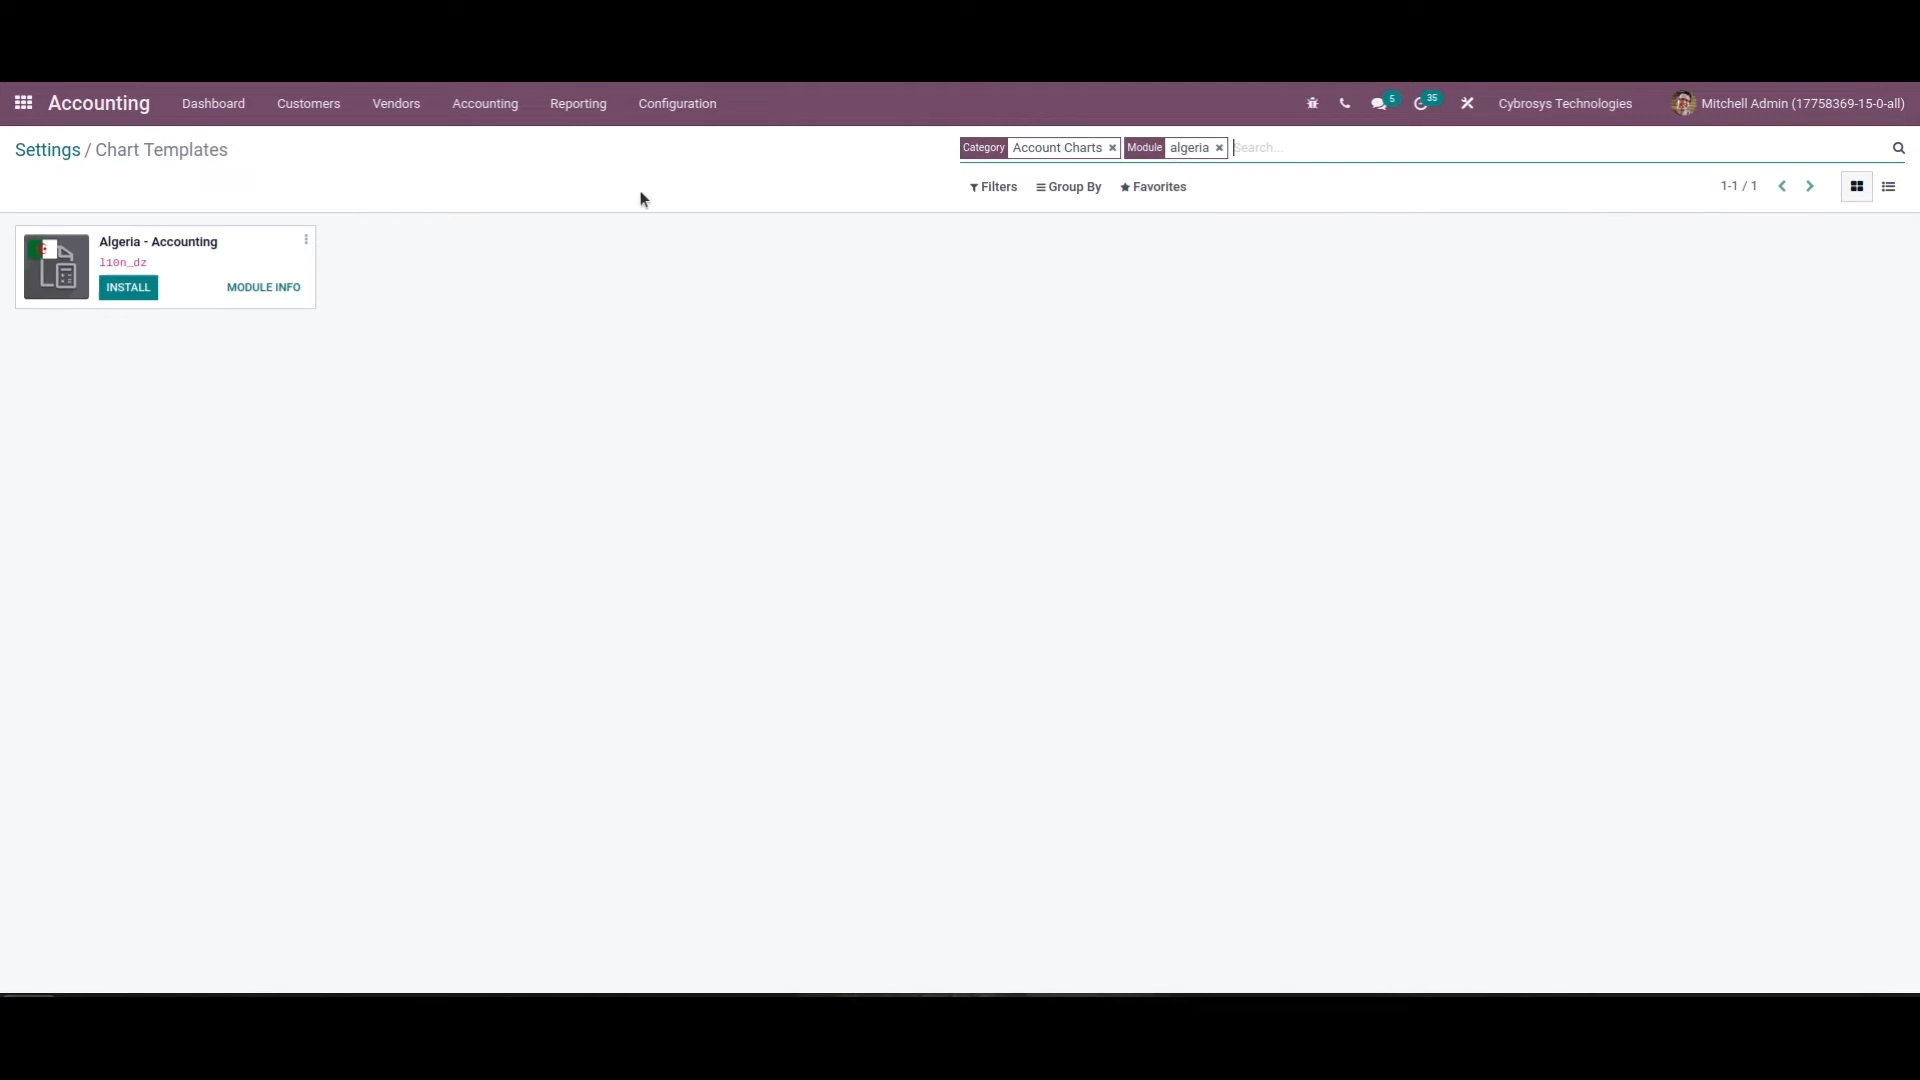 Accounting Dashboard Customers Vendors Accounting Reporting Configuration 5 35 Cybrosys Technologies Mitchell Admin (17758369-15-0-all)
Settings / Chart Templates
Category Account Charts × Module algeria × Search...
Filters Group By Favorites 1-1 / 1
Algeria - Accounting
l10n_dz
INSTALL MODULE INFO